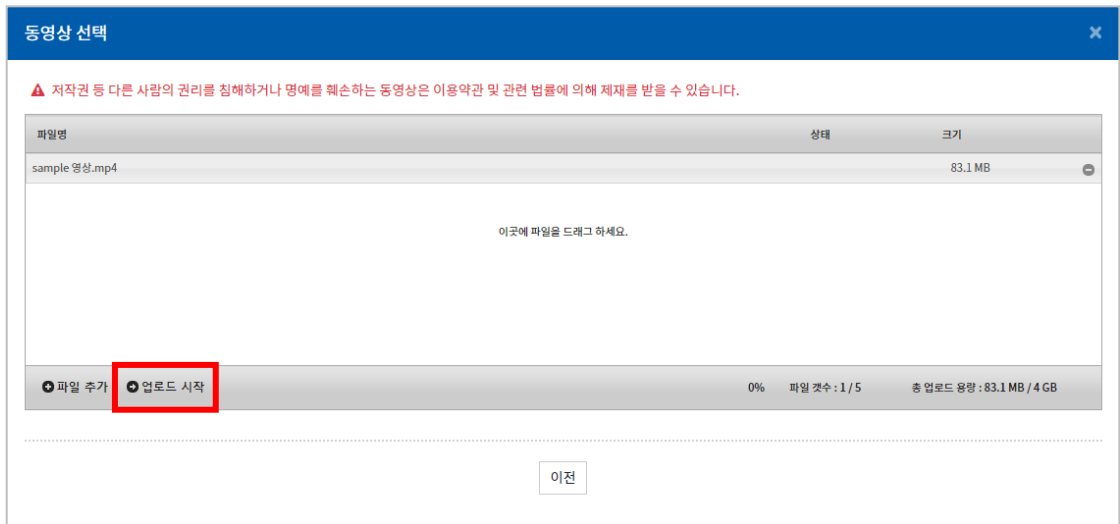 동영상 선택
저작권 등 다른 사람의 권리를 침해하거나 명예를 훼손하는 동영상은 이용약관 및 관련 법률에 의해 제재를 받을 수 있습니다.
파일명 상태 크기
sample 영상.mp4 83.1 MB
이곳에 파일을 드래그 하세요.
파일 추가 업로드 시작 0% 파일 갯수 : 1 / 5 총 업로드 용량 : 83.1 MB / 4 GB
이전